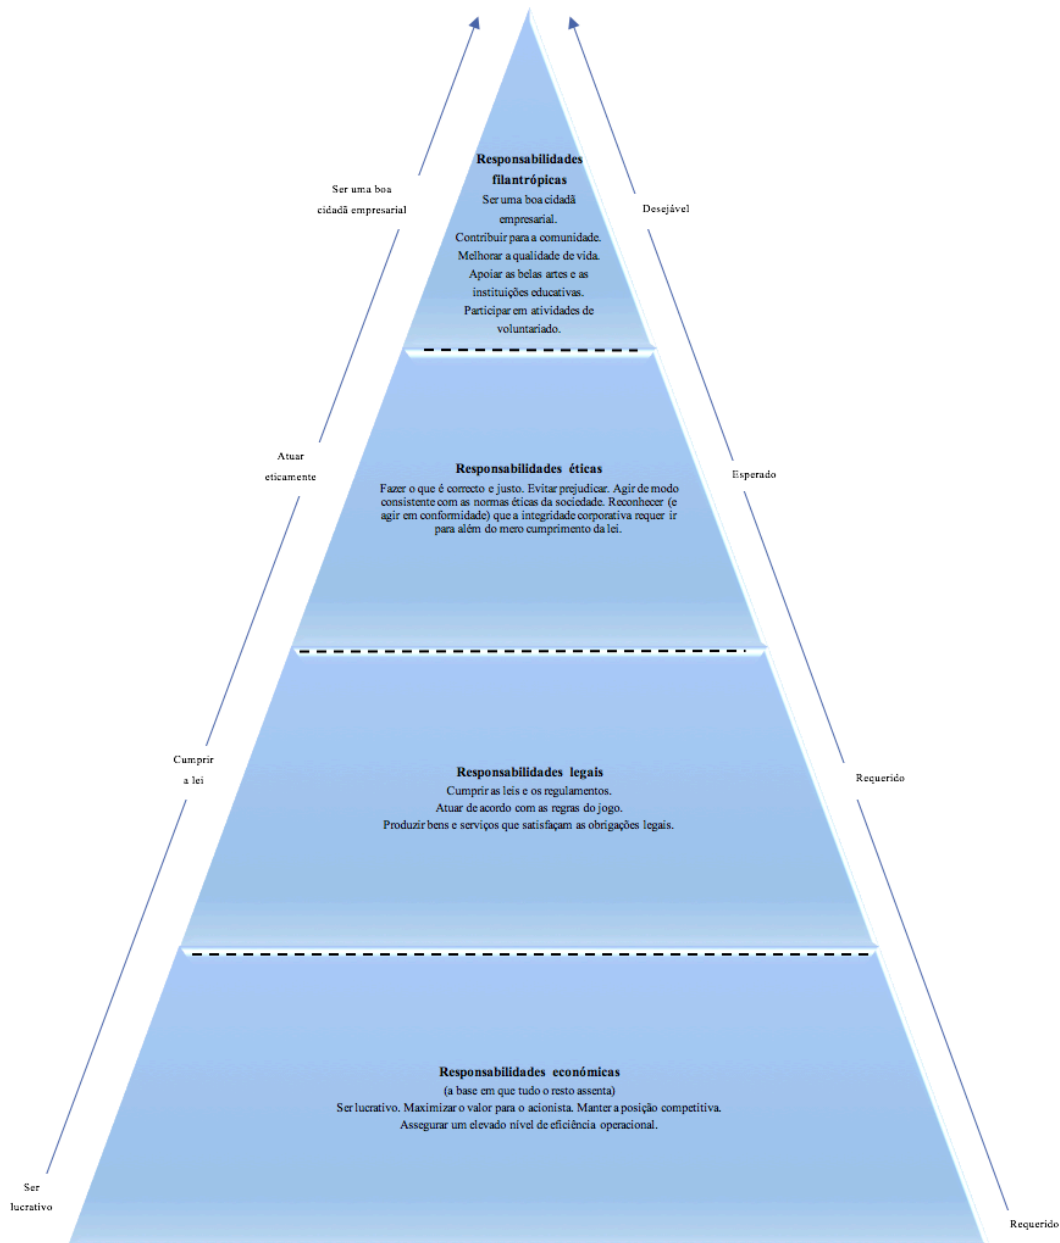 Responsabilidades
filantrópicas
Ser uma boa cidadã
empresarial.
Contribuir para a comunidade.
Melhorar a qualidade de vida.
Apoiar as belas artes e as
instituições educativas.
Participar em atividades de
voluntariado.
Ser uma boa
cidadã empresarial
Desejável
Responsabilidades éticas
Fazer o que é correcto e justo. Evitar prejudicar. Agir de modo
consistente com as normas éticas da sociedade. Reconhecer (e
agir em conformidade) que a integridade corporativa requer ir
para além do mero cumprimento da lei.
Atuar
eticamente
Esperado
Responsabilidades legais
Cumprir as leis e os regulamentos.
Atuar de acordo com as regras do jogo.
Produzir bens e serviços que satisfaçam as obrigações legais.
Cumprir
a lei
Requerido
Responsabilidades económicas
(a base em que tudo o resto assenta)
Ser lucrativo. Maximizar o valor para o acionista. Manter a posição competitiva.
Assegurar um elevado nível de eficiência operacional.
Ser
lucrativo
Requerido